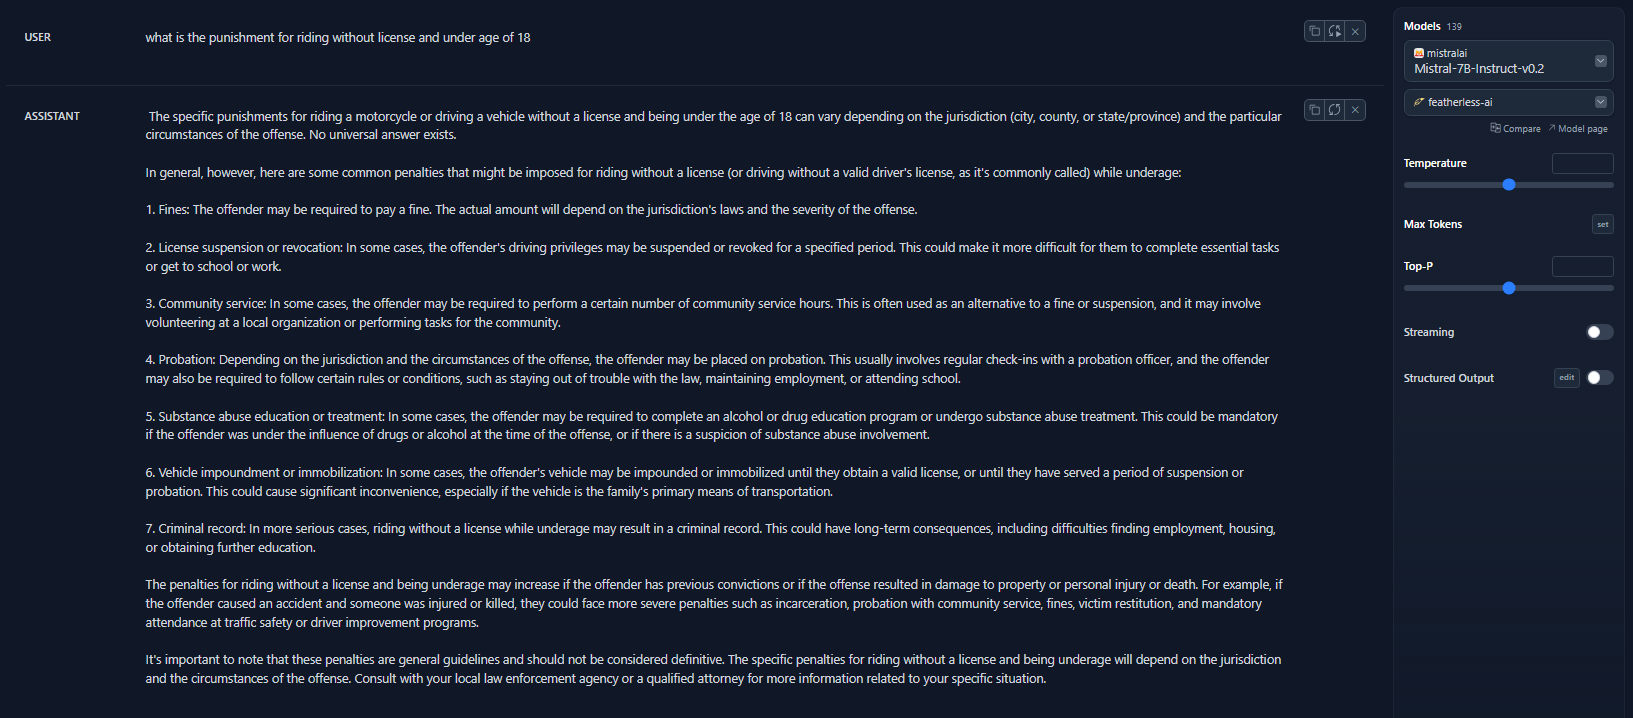 USER
what is the punishment for riding without license and under age of 18
ASSISTANT
The specific punishments for riding a motorcycle or driving a vehicle without a license and being under the age of 18 can vary depending on the jurisdiction (city, county, or state/province) and the particular
circumstances of the offense. No universal answer exists.
In general, however, here are some common penalties that might be imposed for riding without a license (or driving without a valid driver's license, as it's commonly called) while underage:
1. Fines: The offender may be required to pay a fine. The actual amount will depend on the jurisdiction's laws and the severity of the offense.
2. License suspension or revocation: In some cases, the offender's driving privileges may be suspended or revoked for a specified period. This could make it more difficult for them to complete essential tasks
or get to school or work.
3. Community service: In some cases, the offender may be required to perform a certain number of community service hours. This is often used as an alternative to a fine or suspension, and it may involve
volunteering at a local organization or performing tasks for the community.
4. Probation: Depending on the jurisdiction and the circumstances of the offense, the offender may be placed on probation. This usually involves regular check-ins with a probation officer, and the offender
may also be required to follow certain rules or conditions, such as staying out of trouble with the law, maintaining employment, or attending school.
5. Substance abuse education or treatment: In some cases, the offender may be required to complete an alcohol or drug education program or undergo substance abuse treatment. This could be mandatory
if the offender was under the influence of drugs or alcohol at the time of the offense, or if there is a suspicion of substance abuse involvement.
6. Vehicle impoundment or immobilization: In some cases, the offender's vehicle may be impounded or immobilized until they obtain a valid license, or until they have served a period of suspension or
probation. This could cause significant inconvenience, especially if the vehicle is the family's primary means of transportation.
7. Criminal record: In more serious cases, riding without a license while underage may result in a criminal record. This could have long-term consequences, including difficulties finding employment, housing,
or obtaining further education.
The penalties for riding without a license and being underage may increase if the offender has previous convictions or if the offense resulted in damage to property or personal injury or death. For example, if
the offender caused an accident and someone was injured or killed, they could face more severe penalties such as incarceration, probation with community service, fines, victim restitution, and mandatory
attendance at traffic safety or driver improvement programs.
It's important to note that these penalties are general guidelines and should not be considered definitive. The specific penalties for riding without a license and being underage will depend on the jurisdiction
and the circumstances of the offense. Consult with your local law enforcement agency or a qualified attorney for more information related to your specific situation.
Models 139
mistralai
Mistral-7B-Instruct-v0.2
featherless-ai
Compare Model page
Temperature
Max Tokens set
Top-P
Streaming
Structured Output edit